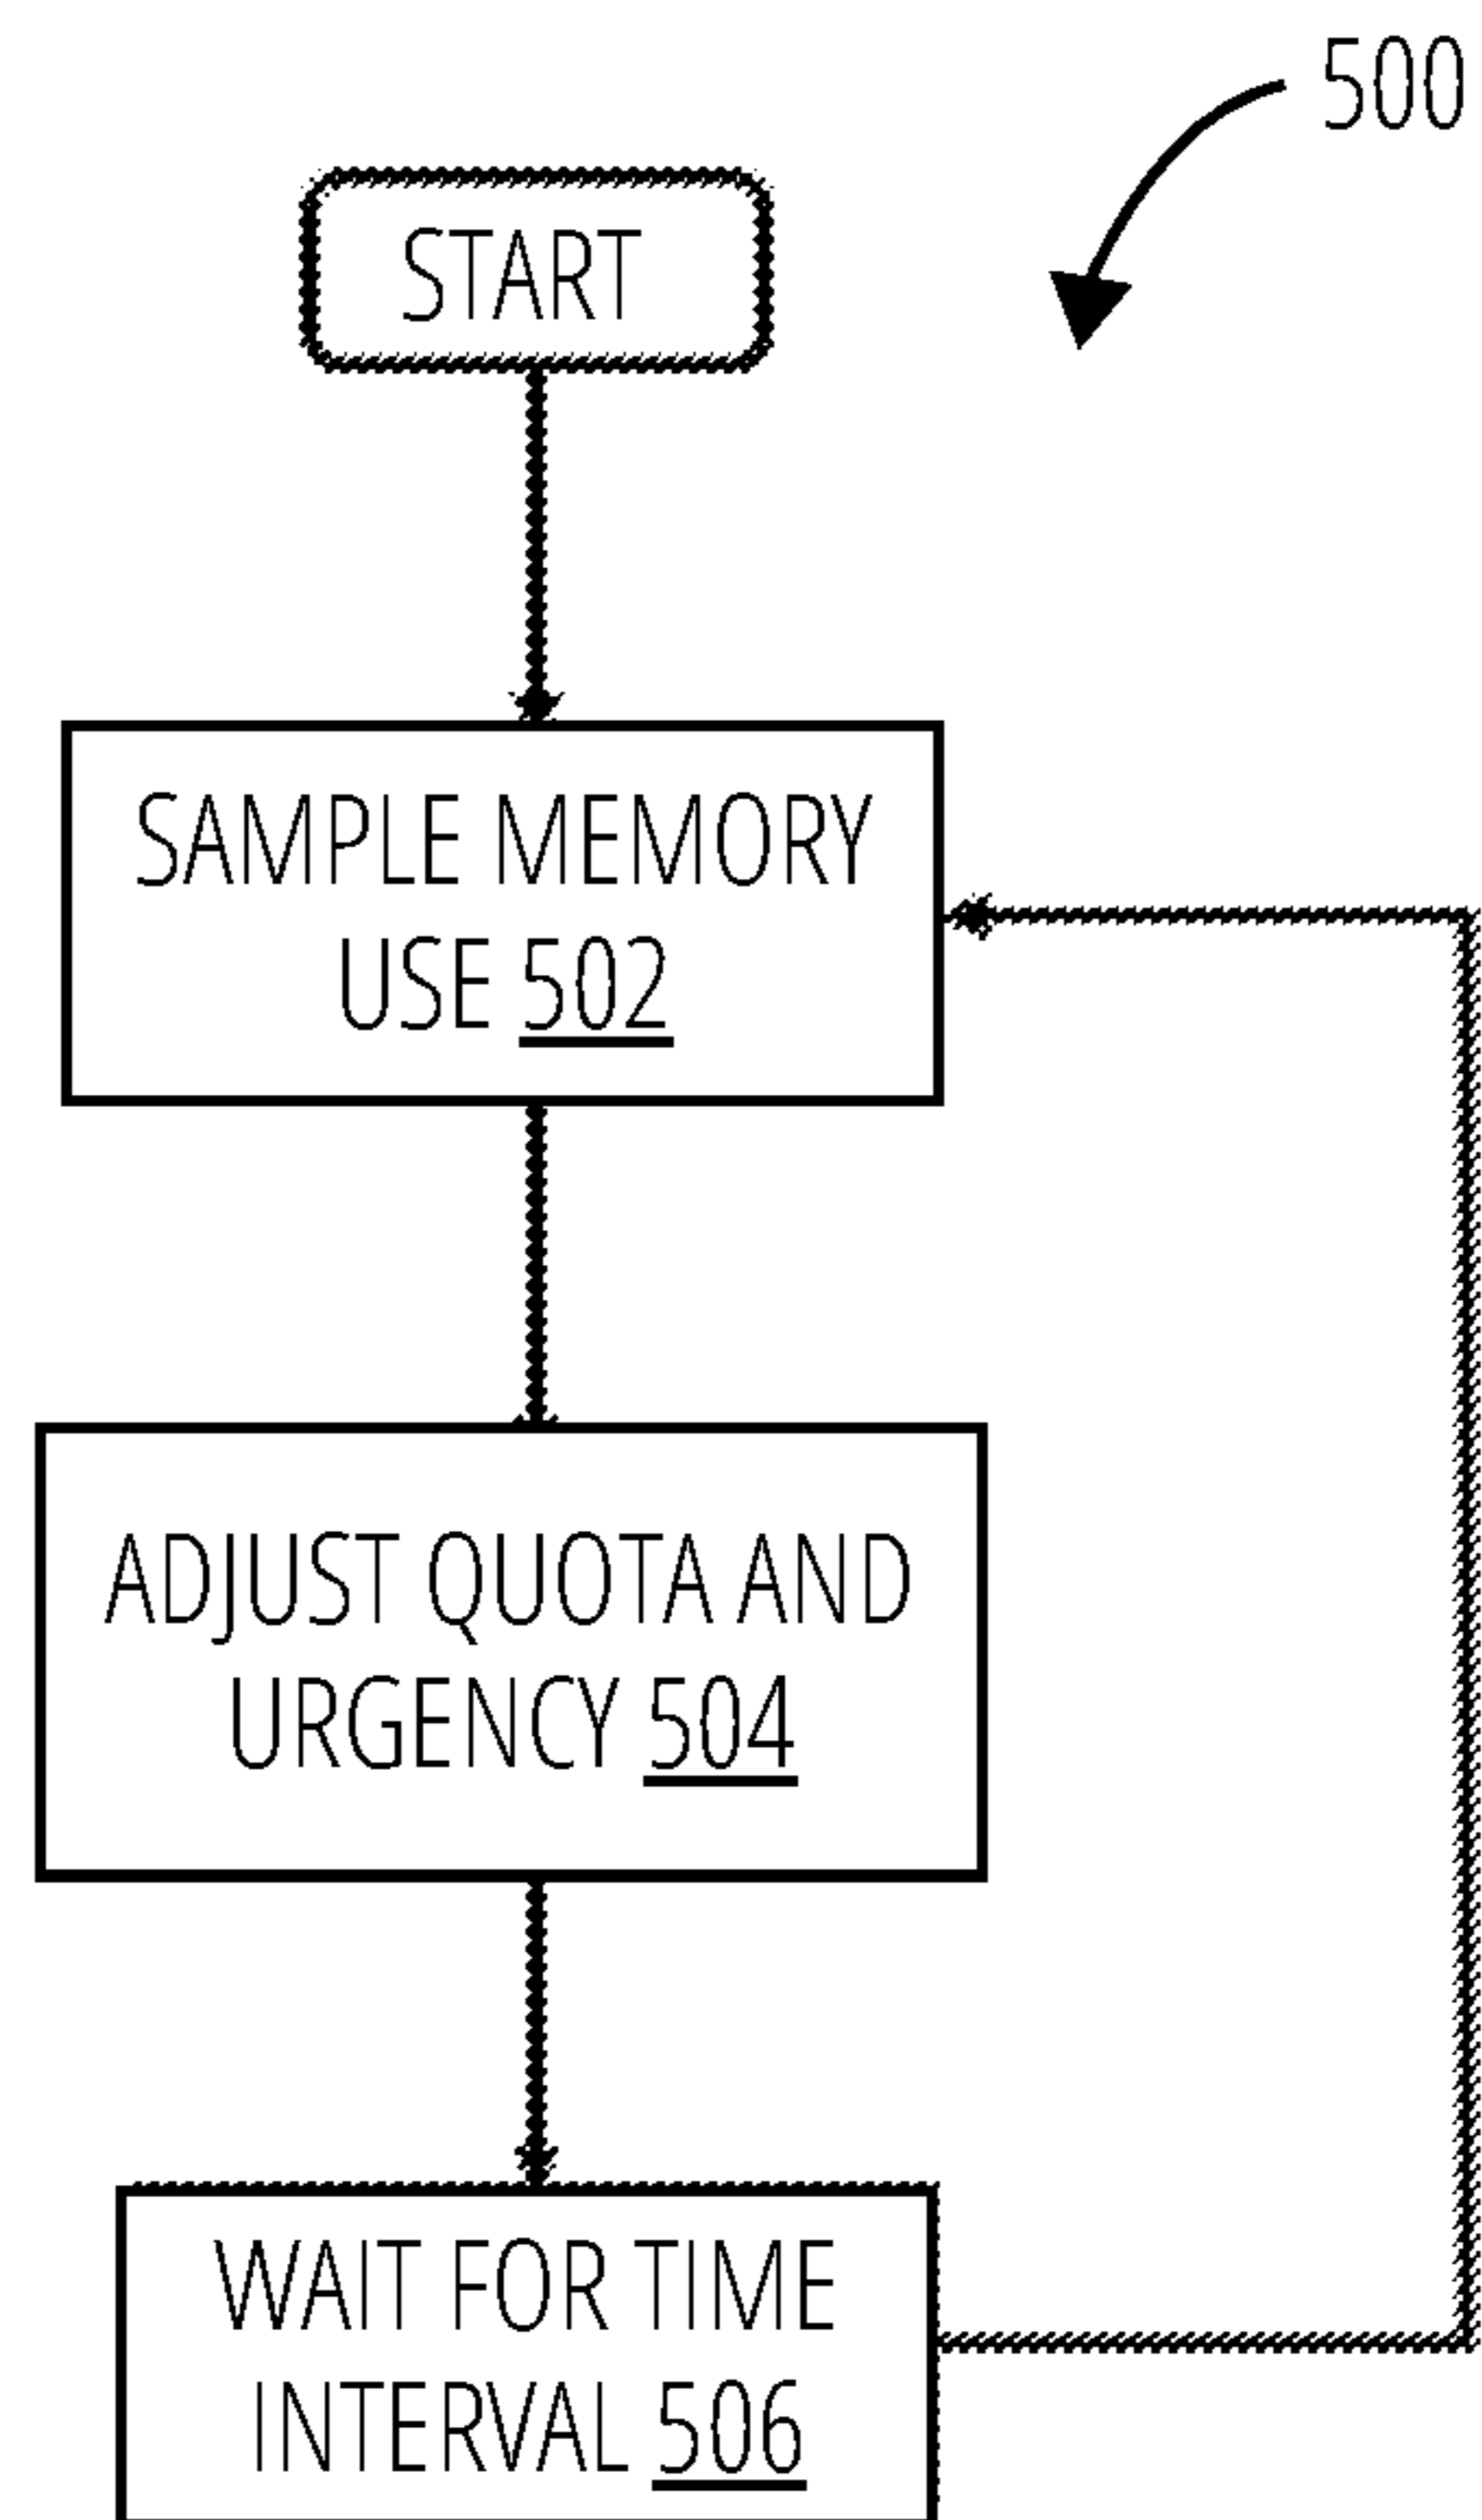 500
START
SAMPLE MEMORY
USE 502
ADJUST QUOTA AND
URGENCY 504
WAIT FOR TIME
INTERVAL 506